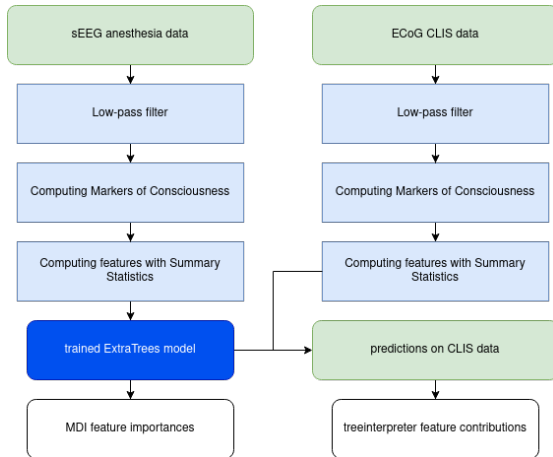 sEEG anesthesia data
ECoG CLIS data
Low-pass filter
Low-pass filter
Computing Markers of Consciousness
Computing Markers of Consciousness
Computing features with Summary
Statistics
Computing features with Summary
Statistics
trained ExtraTrees model
predictions on CLIS data
MDI feature importances
treeinterpreter feature contributions